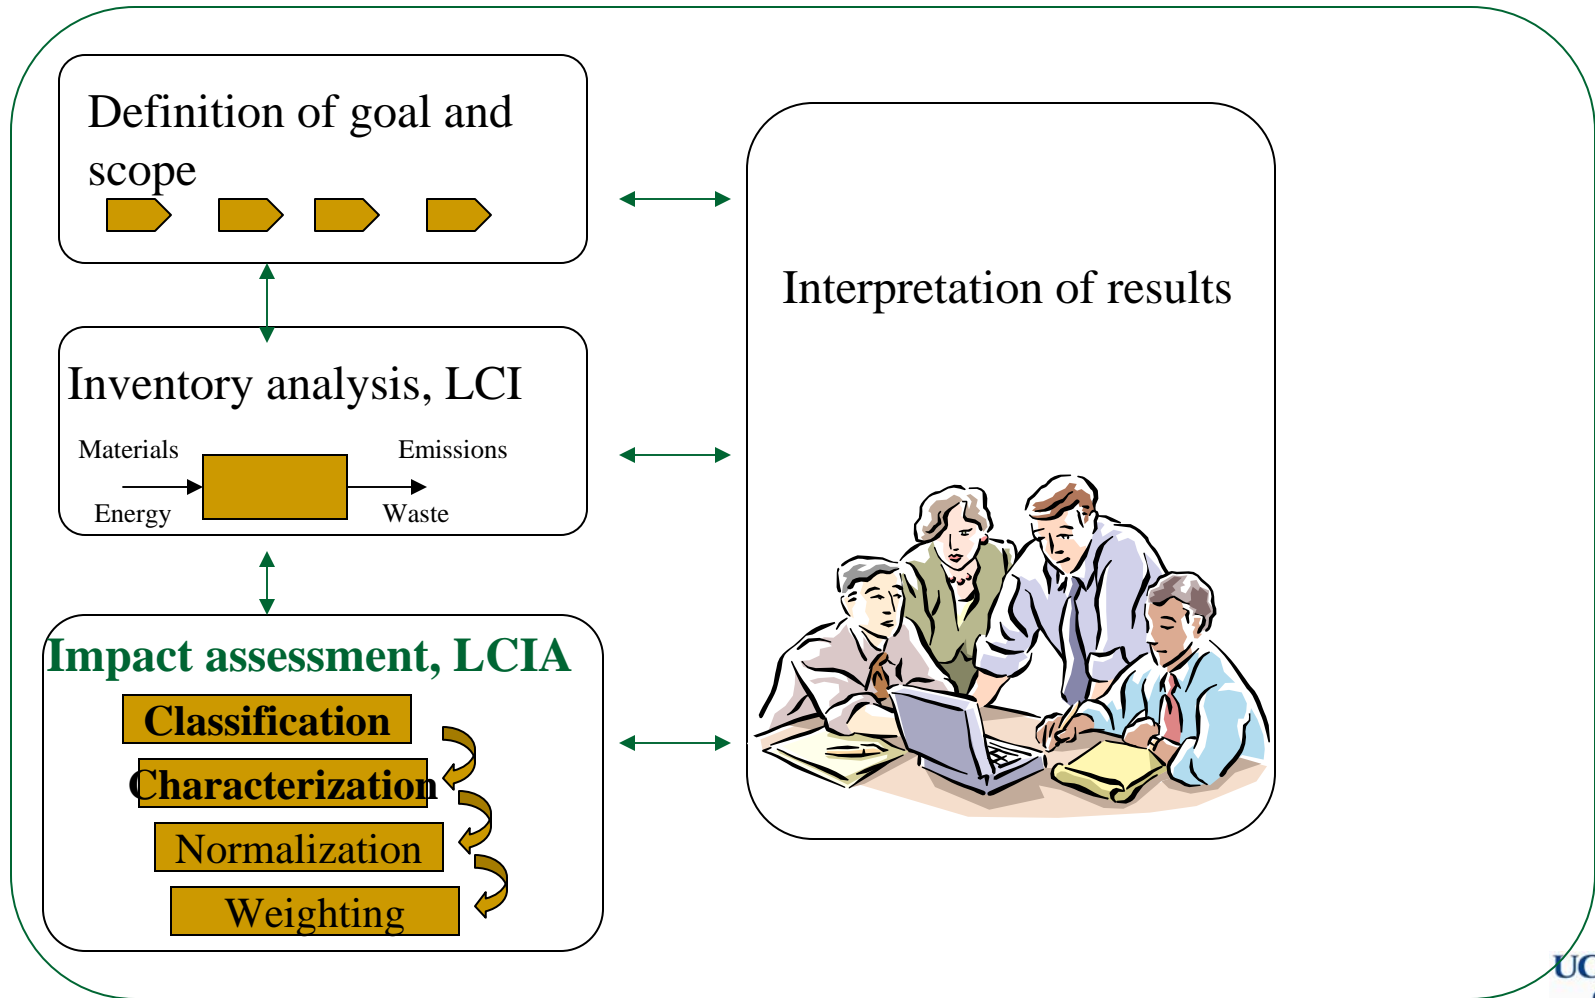 Definition of goal and
scope
Interpretation of results
Inventory analysis, LCI
Materials
Emissions
Energy
Waste
Impact assessment, LCIA
Classification
Characterization
Normalization
Weighting
UC